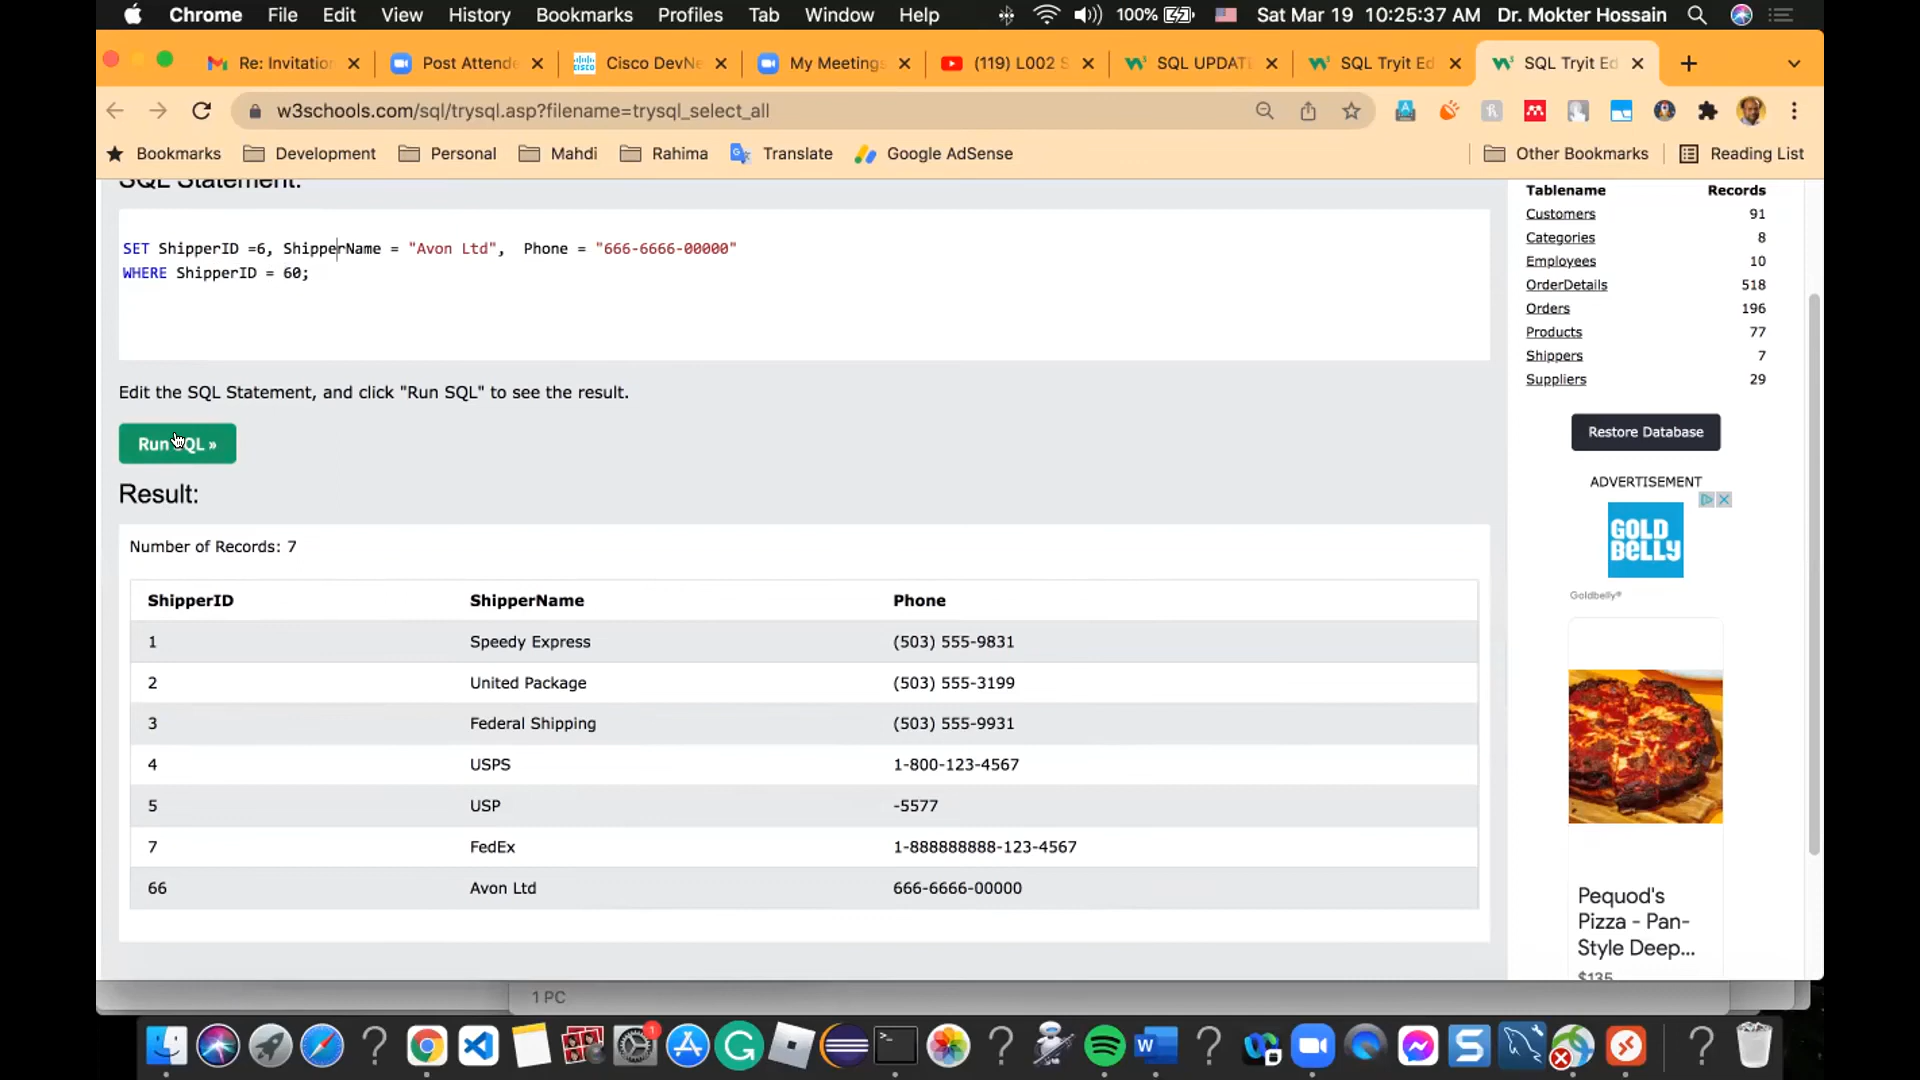 Chrome File Edit View History Bookmarks Profiles Tab Window Help 100% Sat Mar 19 10:25:37 AM Dr. Mokter Hossain
Re: Invitation Post Attende Cisco DevNe My Meetings (119) L002 S SQL UPDAT SQL Tryit Ed SQL Tryit Ed
w3schools.com/sql/trysql.asp?filename=trysql_select_all
Bookmarks Development Personal Mahdi Rahima Translate Google AdSense Other Bookmarks Reading List
SQL Statement:
SET ShipperID =6, ShipperName = "Avon Ltd", Phone = "666-6666-00000"
WHERE ShipperID = 60;
Edit the SQL Statement, and click "Run SQL" to see the result.
Run SQL »
Result:
Number of Records: 7
ShipperID ShipperName Phone
1 Speedy Express (503) 555-9831
2 United Package (503) 555-3199
3 Federal Shipping (503) 555-9931
4 USPS 1-800-123-4567
5 USP -5577
7 FedEx 1-888888888-123-4567
66 Avon Ltd 666-6666-00000
Tablename Records
Customers 91
Categories 8
Employees 10
OrderDetails 518
Orders 196
Products 77
Shippers 7
Suppliers 29
Restore Database
ADVERTISEMENT
GOLD
BELLY
Goldbelly®
Pequod's
Pizza - Pan-
Style Deep...
$135
1 PC